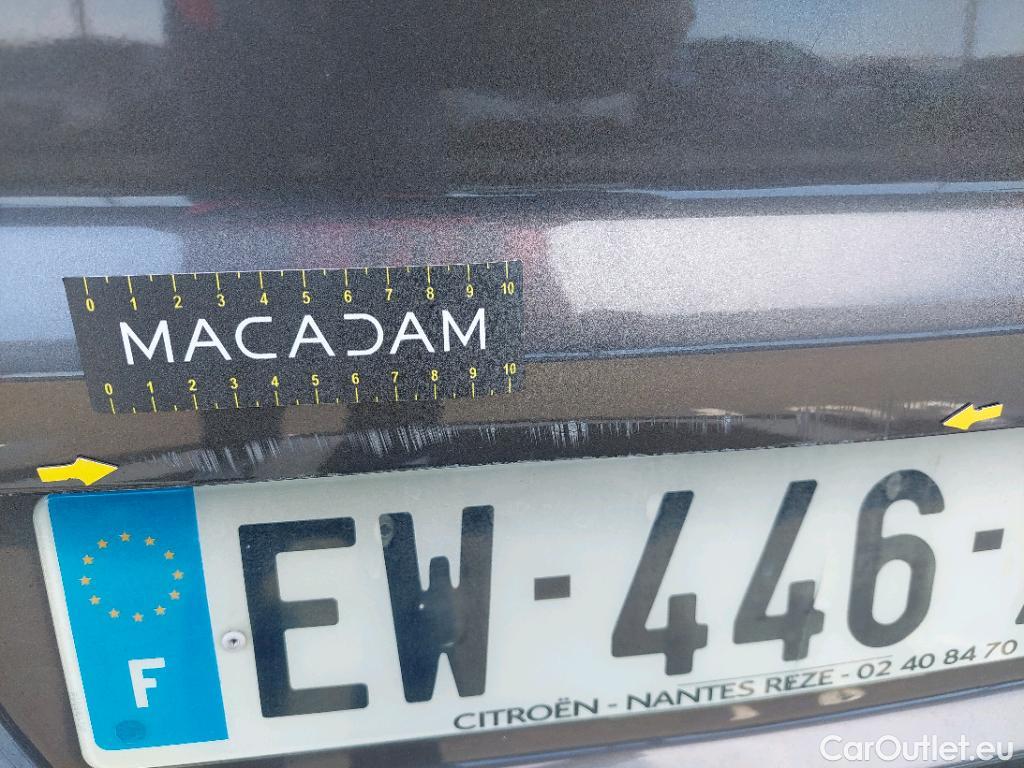 0 1 2 3 4 5 6 7 8 9 10
MACADAM
0 1 2 3 4 5 6 7 8 9 10
EW-446-
F
CITROËN - NANTES REZE - 02 40 84 70
CarOutlet.eu